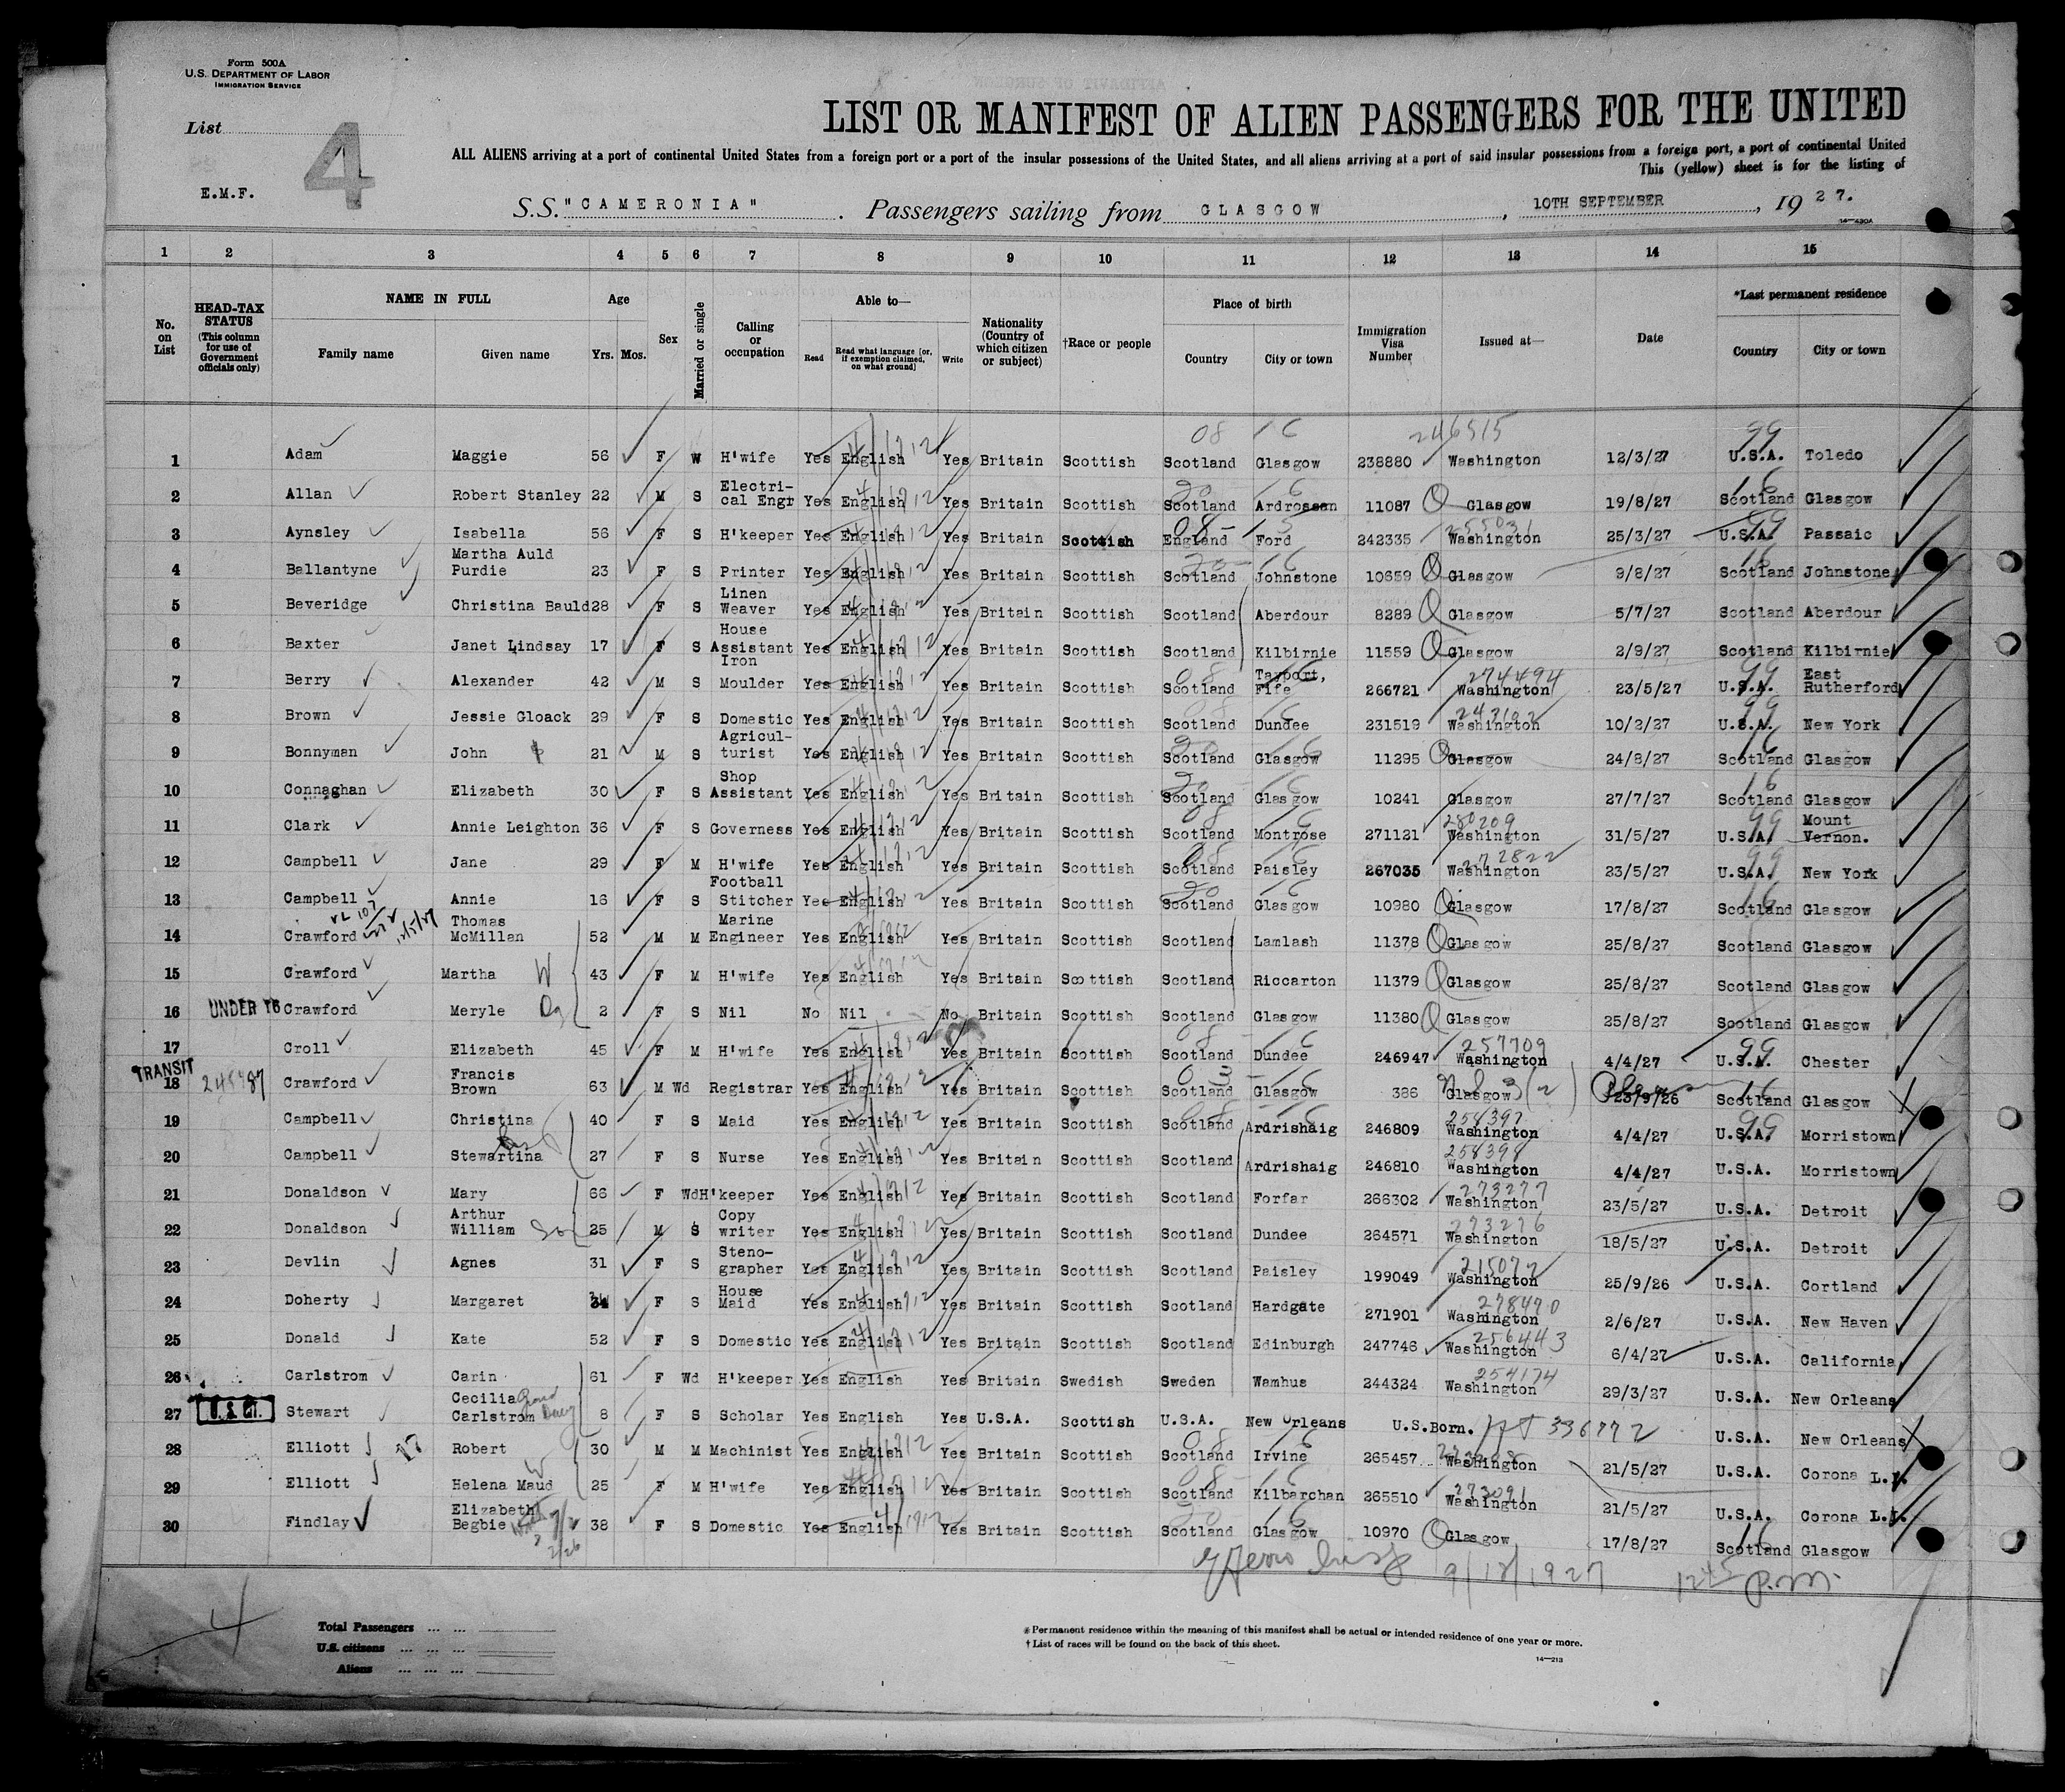 Form 500A
U.S. DEPARTMENT OF LABOR
IMMIGRATION SERVICE
List
4
E.M.F.
LIST OR MANIFEST OF ALIEN PASSENGERS FOR THE UNITED
ALL ALIENS arriving at a port of continental United States from a foreign port or a port of the insular possessions of the United States, and all aliens arriving at a port of said insular possessions from a foreign port, a port of continental United
This (yellow) sheet is for the listing of
S.S. "CAMERONIA". Passengers sailing from GLASGOW, 10TH SEPTEMBER, 1927.
14—430A
1 2 3 4 5 6 7 8 9 10 11 12 13 14 15
No. on List
HEAD-TAX STATUS (This column for use of Government officials only)
NAME IN FULL
Family name Given name
Age
Yrs. Mos.
Sex
Married or single
Calling or occupation
Able to—
Read Read what language [or, if exemption claimed, on what ground] Write
Nationality (Country of which citizen or subject)
†Race or people
Place of birth
Country City or town
Immigration Visa Number
Issued at—
Date
*Last permanent residence
Country City or town
08 16 246515 99
1 Adam Maggie 56 F W H'wife Yes English Yes Britain Scottish Scotland Glasgow 238880 Washington 12/3/27 U.S.A. Toledo
2 Allan Robert Stanley 22 M S Electrical Engr Yes English Yes Britain Scottish Scotland Ardrossan 11087 Glasgow 19/8/27 Scotland Glasgow
3 Aynsley Isabella 56 F S H'keeper Yes English Yes Britain Scottish England Ford 242335 Washington 25/3/27 U.S.A. Passaic
4 Ballantyne Martha Auld Purdie 23 F S Printer Yes English Yes Britain Scottish Scotland Johnstone 10659 Glasgow 9/8/27 Scotland Johnstone
5 Beveridge Christina Bauld 28 F S Linen Weaver Yes English Yes Britain Scottish Scotland Aberdour 8289 Glasgow 5/7/27 Scotland Aberdour
6 Baxter Janet Lindsay 17 F S House Assistant Yes English Yes Britain Scottish Scotland Kilbirnie 11559 Glasgow 2/9/27 Scotland Kilbirnie
7 Berry Alexander 42 M S Iron Moulder Yes English Yes Britain Scottish Scotland Tayport, Fife 266721 274494 Washington 23/5/27 U.S.A. East Rutherford
8 Brown Jessie Gloack 29 F S Domestic Yes English Yes Britain Scottish Scotland Dundee 231519 Washington 10/2/27 U.S.A. New York
9 Bonnyman John 21 M S Agriculturist Yes English Yes Britain Scottish Scotland Glasgow 11295 Glasgow 24/8/27 Scotland Glasgow
10 Connaghan Elizabeth 30 F S Shop Assistant Yes English Yes Britain Scottish Scotland Glasgow 10241 Glasgow 27/7/27 Scotland Glasgow
11 Clark Annie Leighton 36 F S Governess Yes English Yes Britain Scottish Scotland Montrose 271121 280209 Washington 31/5/27 U.S.A. Mount Vernon.
12 Campbell Jane 29 F M H'wife Yes English Yes Britain Scottish Scotland Paisley 267035 272822 Washington 23/5/27 U.S.A. New York
13 Campbell Annie 16 F S Football Stitcher Yes English Yes Britain Scottish Scotland Glasgow 10980 Glasgow 17/8/27 Scotland Glasgow
14 Crawford Thomas McMillan 52 M M Marine Engineer Yes English Yes Britain Scottish Scotland Lamlash 11378 Glasgow 25/8/27 Scotland Glasgow
15 Crawford Martha W 43 F M H'wife Yes English Yes Britain Scottish Scotland Riccarton 11379 Glasgow 25/8/27 Scotland Glasgow
16 UNDER 16 Crawford Meryle Da 2 F S Nil No Nil No Britain Scottish Scotland Glasgow 11380 Glasgow 25/8/27 Scotland Glasgow
17 Croll Elizabeth 45 F M H'wife Yes English Yes Britain Scottish Scotland Dundee 246947 257709 Washington 4/4/27 U.S.A. Chester
TRANSIT
18 Crawford Francis Brown 63 M Wd Registrar Yes English Yes Britain Scottish Scotland Glasgow 386 Glasgow 3(2) 23/9/26 Scotland Glasgow
19 Campbell Christina 40 F S Maid Yes English Yes Britain Scottish Scotland Ardrishaig 246809 258397 Washington 4/4/27 U.S.A. Morristown
20 Campbell Stewartina 27 F S Nurse Yes English Yes Britain Scottish Scotland Ardrishaig 246810 258398 Washington 4/4/27 U.S.A. Morristown
21 Donaldson Mary 66 F Wd H'keeper Yes English Yes Britain Scottish Scotland Forfar 266302 273277 Washington 23/5/27 U.S.A. Detroit
22 Donaldson Arthur William Son 25 M S Copy writer Yes English Yes Britain Scottish Scotland Dundee 264571 273276 Washington 18/5/27 U.S.A. Detroit
23 Devlin Agnes 31 F S Stenographer Yes English Yes Britain Scottish Scotland Paisley 199049 215072 Washington 25/9/26 U.S.A. Cortland
24 Doherty Margaret 34 F S House Maid Yes English Yes Britain Scottish Scotland Hardgate 271901 278470 Washington 2/6/27 U.S.A. New Haven
25 Donald Kate 52 F S Domestic Yes English Yes Britain Scottish Scotland Edinburgh 247746 256443 Washington 6/4/27 U.S.A. California
26 Carlstrom Carin 61 F Wd H'keeper Yes English Yes Britain Swedish Sweden Wamhus 244324 254174 Washington 29/3/27 U.S.A. New Orleans
27 U.S. CIT. Stewart Cecilia Carlstrom 8 F S Scholar Yes English Yes U.S.A. Scottish U.S.A. New Orleans U.S.Born. 336772 U.S.A. New Orleans
28 Elliott Robert 30 M M Machinist Yes English Yes Britain Scottish Scotland Irvine 265457 Washington 21/5/27 U.S.A. Corona L.I.
29 Elliott Helena Maud W 25 F M H'wife Yes English Yes Britain Scottish Scotland Kilbarchan 265510 273091 Washington 21/5/27 U.S.A. Corona L.I.
30 Findlay Elizabeth Begbie 38 F S Domestic Yes English Yes Britain Scottish Scotland Glasgow 10970 Glasgow 17/8/27 Scotland Glasgow
9/18/1927 1245 P.M.
4
Total Passengers
U.S. citizens
Aliens
*Permanent residence within the meaning of this manifest shall be actual or intended residence of one year or more.
†List of races will be found on the back of this sheet.
14—213